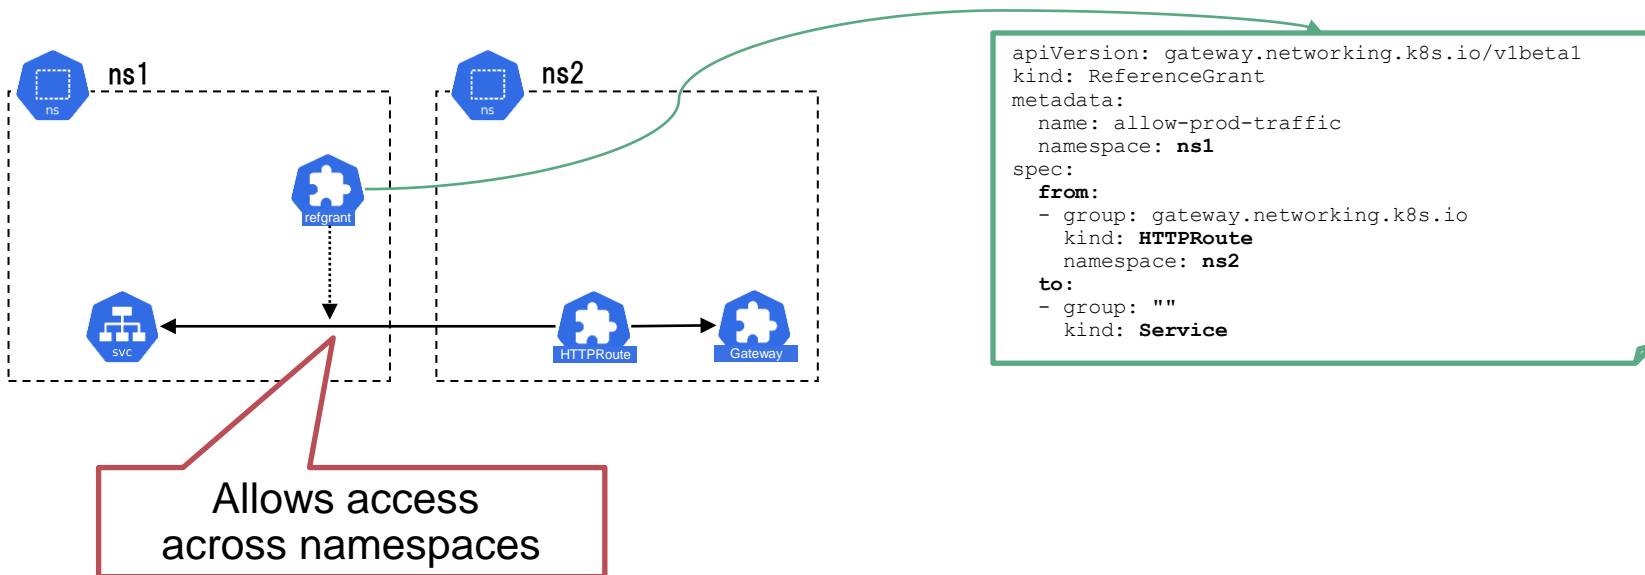 ns1
ns
ns2
ns
refgrant
svc
HTTPRoute
Gateway
Allows access
across namespaces
apiVersion: gateway.networking.k8s.io/v1beta1
kind: ReferenceGrant
metadata:
  name: allow-prod-traffic
  namespace: ns1
spec:
  from:
  - group: gateway.networking.k8s.io
    kind: HTTPRoute
    namespace: ns2
  to:
  - group: ""
    kind: Service